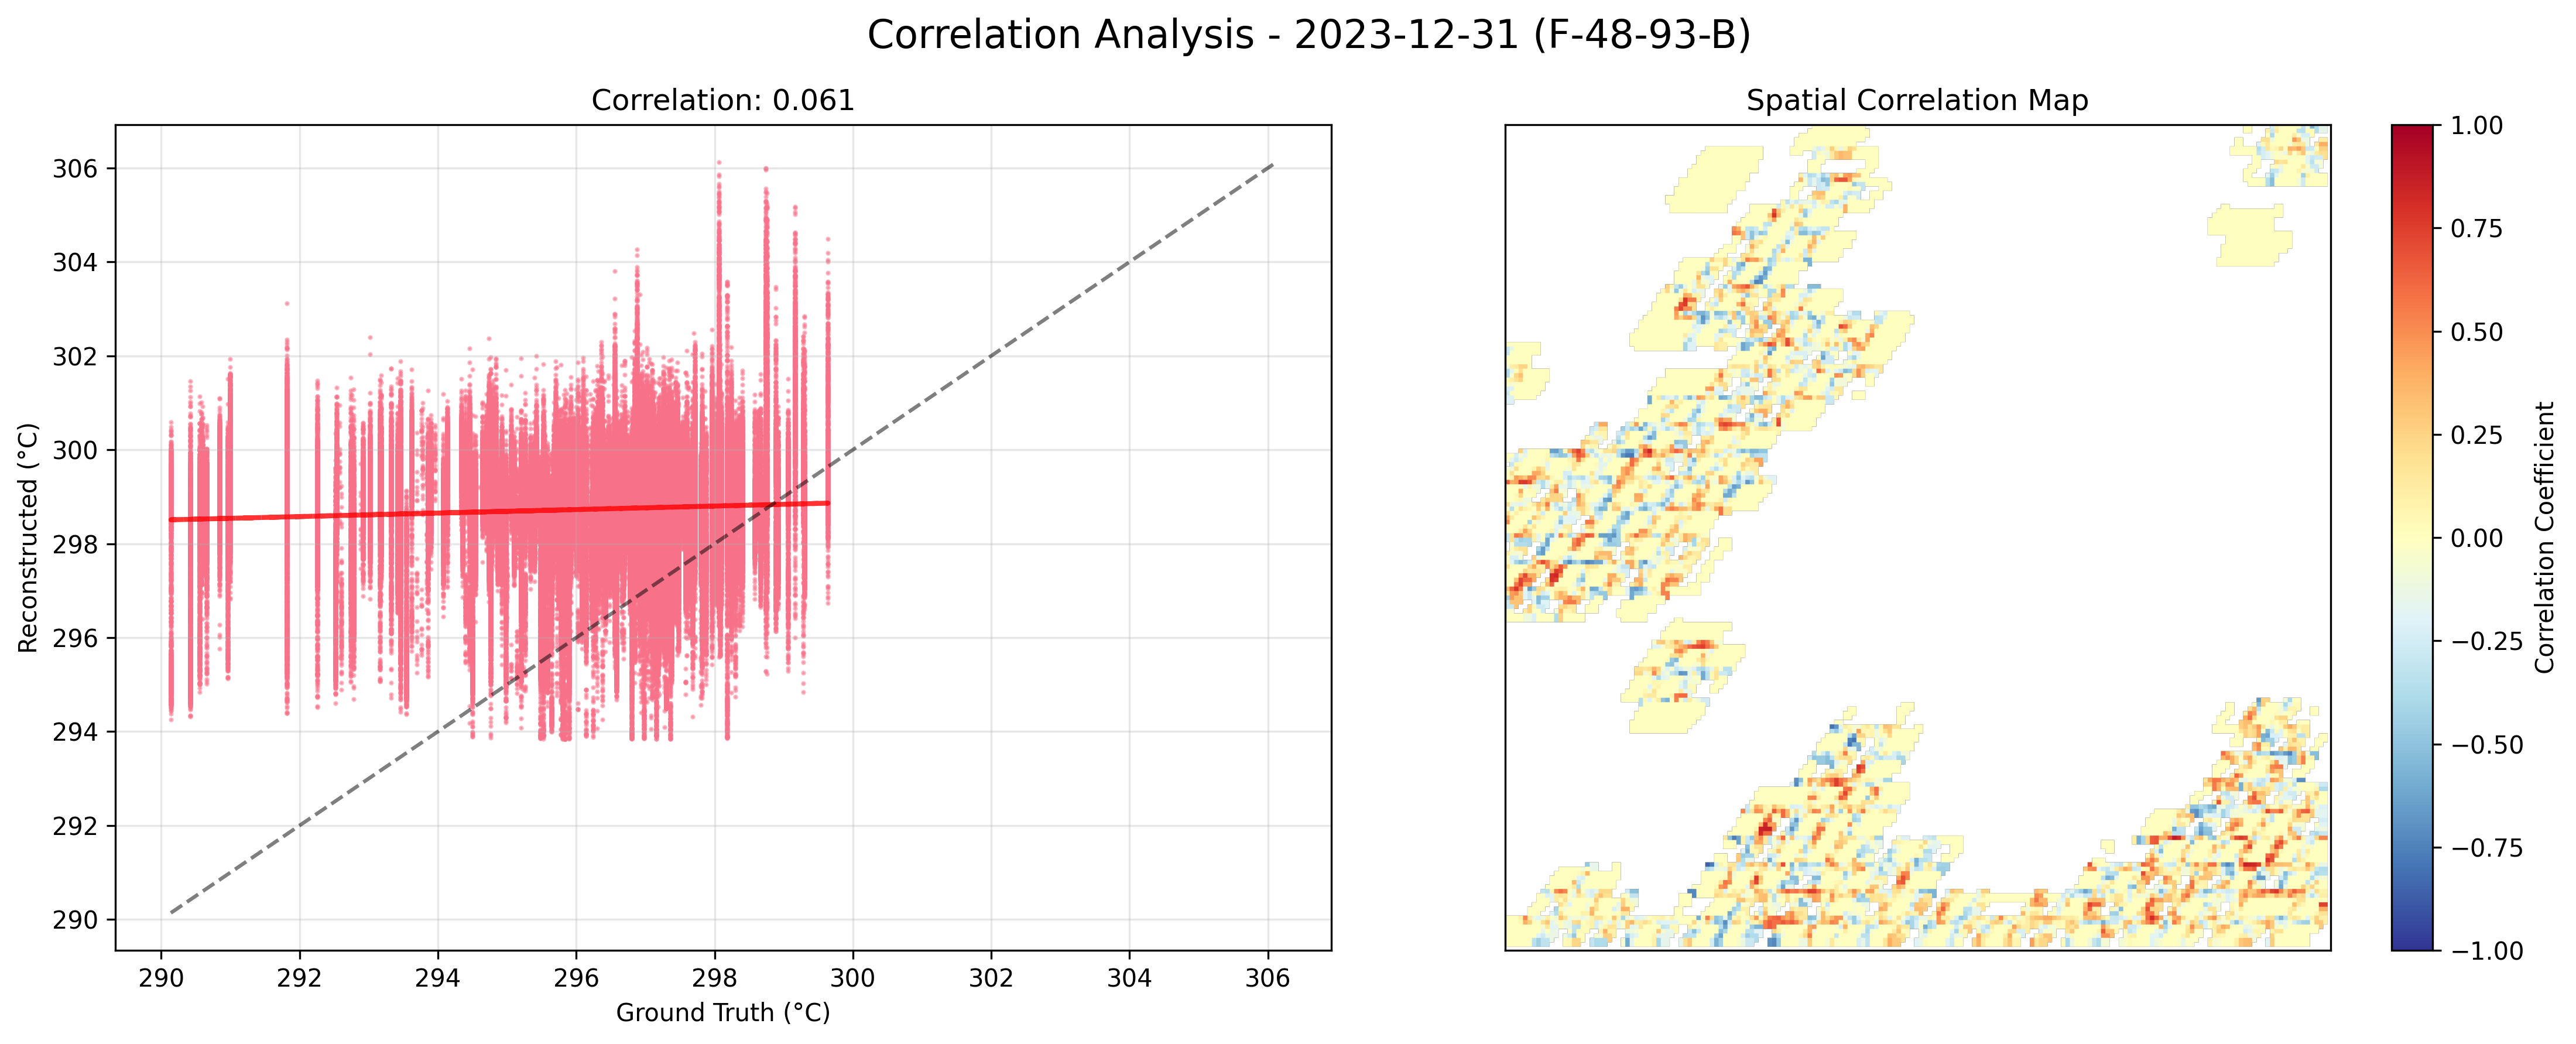 Correlation Analysis - 2023-12-31 (F-48-93-B)
Correlation: 0.061
306
304
302
300
298
296
294
292
290
Reconstructed (°C)
290 292 294 296 298 300 302 304 306
Ground Truth (°C)
Spatial Correlation Map
1.00
0.75
0.50
0.25
0.00
−0.25
−0.50
−0.75
−1.00
Correlation Coefficient